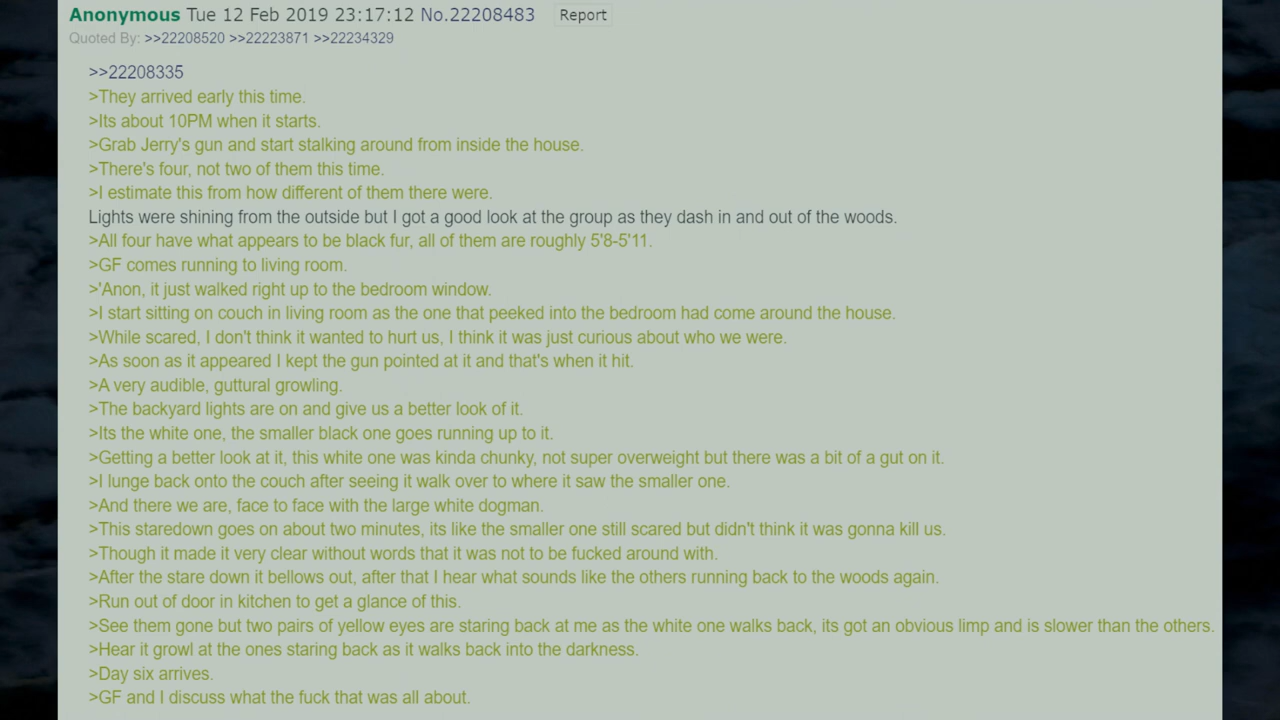 Anonymous Tue 12 Feb 2019 23:17:12 No.22208483 Report
Quoted By: >>22208520 >>22223871 >>22234329
>>22208335
>They arrived early this time.
>Its about 10PM when it starts.
>Grab Jerry's gun and start stalking around from inside the house.
>There's four, not two of them this time.
>I estimate this from how different of them there were.
Lights were shining from the outside but I got a good look at the group as they dash in and out of the woods.
>All four have what appears to be black fur, all of them are roughly 5'8-5'11.
>GF comes running to living room.
>'Anon, it just walked right up to the bedroom window.
>I start sitting on couch in living room as the one that peeked into the bedroom had come around the house.
>While scared, I don't think it wanted to hurt us, I think it was just curious about who we were.
>As soon as it appeared I kept the gun pointed at it and that's when it hit.
>A very audible, guttural growling.
>The backyard lights are on and give us a better look of it.
>Its the white one, the smaller black one goes running up to it.
>Getting a better look at it, this white one was kinda chunky, not super overweight but there was a bit of a gut on it.
>I lunge back onto the couch after seeing it walk over to where it saw the smaller one.
>And there we are, face to face with the large white dogman.
>This staredown goes on about two minutes, its like the smaller one still scared but didn't think it was gonna kill us.
>Though it made it very clear without words that it was not to be fucked around with.
>After the stare down it bellows out, after that I hear what sounds like the others running back to the woods again.
>Run out of door in kitchen to get a glance of this.
>See them gone but two pairs of yellow eyes are staring back at me as the white one walks back, its got an obvious limp and is slower than the others.
>Hear it growl at the ones staring back as it walks back into the darkness.
>Day six arrives.
>GF and I discuss what the fuck that was all about.